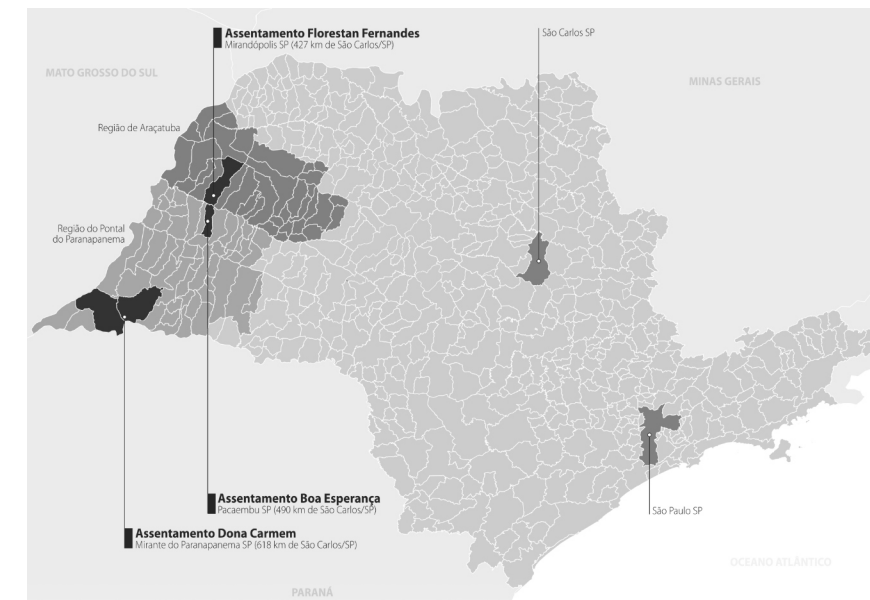 Assentamento Florestan Fernandes
Mirandópolis SP (427 km de São Carlos/SP)
São Carlos SP
MATO GROSSO DO SUL
MINAS GERAIS
Região de Araçatuba
Região do Pontal
do Paranapanema
Assentamento Boa Esperança
Pacaembu SP (490 km de São Carlos/SP)
São Paulo SP
Assentamento Dona Carmem
Mirante do Paranapanema SP (618 km de São Carlos/SP)
OCEANO ATLÂNTICO
PARANÁ